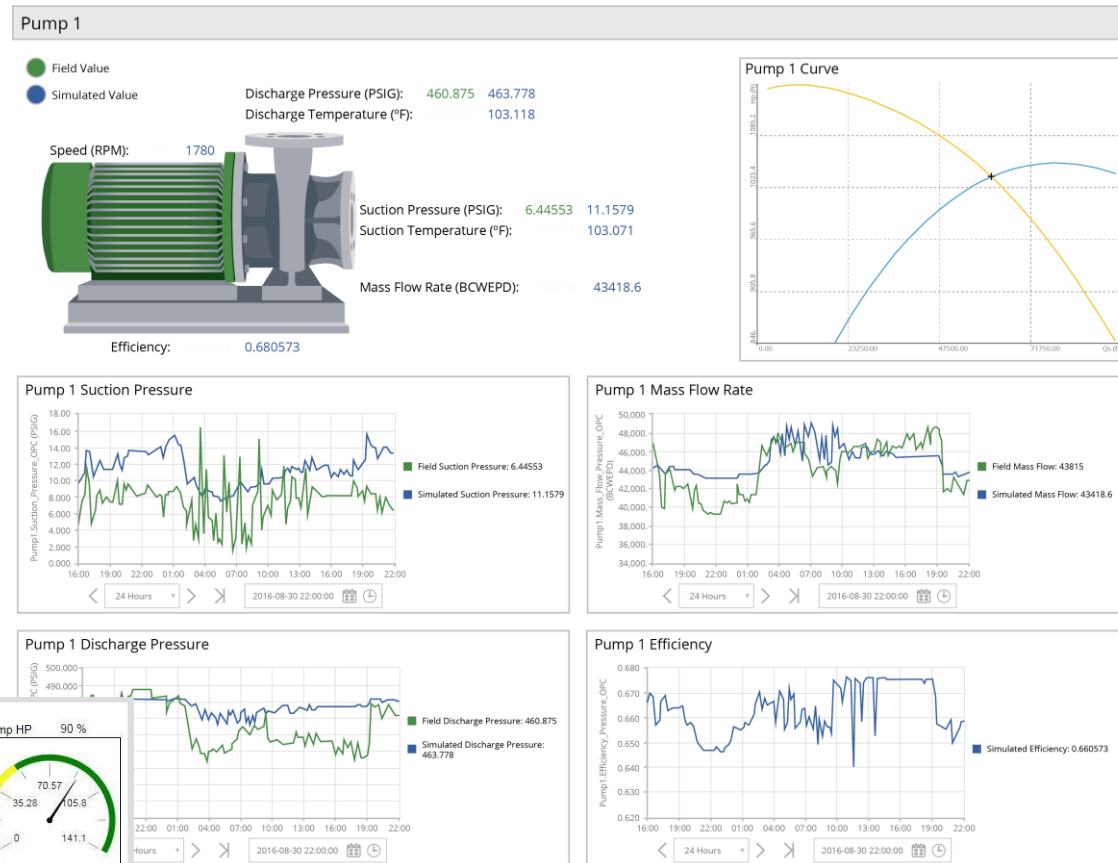 Pump 1
Field Value
Simulated Value
Discharge Pressure (PSIG): 460.875 463.778
Discharge Temperature (ºF): 103.118
Speed (RPM): 1780
Suction Pressure (PSIG): 6.44553 11.1579
Suction Temperature (ºF): 103.071
Mass Flow Rate (BCWEPD): 43418.6
Efficiency: 0.680573
Pump 1 Curve
Hp (ft)
1085.2
1025.4
965.6
905.8
846.
0.00 23250.00 47500.00 71750.00 Qs (B
Pump 1 Suction Pressure
Pump1.Suction_Pressure_OPC (PSIG)
18.00
16.00
14.00
12.00
10.00
8.000
6.000
4.000
2.000
0.000
16:00 19:00 22:00 01:00 04:00 07:00 10:00 13:00 16:00 19:00 22:00
Field Suction Pressure: 6.44553
Simulated Suction Pressure: 11.1579
24 Hours 2016-08-30 22:00:00
Pump 1 Mass Flow Rate
Pump1.Mass_Flow_Pressure_OPC
(BCWEPD)
50,000
48,000.
46,000.
44,000.
42,000.
40,000.
38,000.
36,000.
34,000.
16:00 19:00 22:00 01:00 04:00 07:00 10:00 13:00 16:00 19:00 22:00
Field Mass Flow: 43815
Simulated Mass Flow: 43418.6
24 Hours 2016-08-30 22:00:00
Pump 1 Discharge Pressure
PC (PSIG)
500.000
490.000
22:00 01:00 04:00 07:00 10:00 13:00 16:00 19:00 22:00
Field Discharge Pressure: 460.875
Simulated Discharge Pressure:
463.778
Hours 2016-08-30 22:00:00
mp HP 90 %
70.57
35.28 105.8
0 141.1
Pump 1 Efficiency
Pump1.Efficiency_Pressure_OPC
0.680
0.670
0.660
0.650
0.640
0.630
0.620
16:00 19:00 22:00 01:00 04:00 07:00 10:00 13:00 16:00 19:00 22:00
Simulated Efficiency: 0.660573
24 Hours 2016-08-30 22:00:00